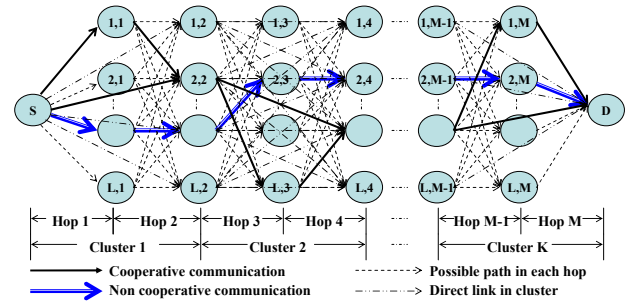 1,1 1,2 1,3 1,4 1,M-1 1,M
2,1 2,2 2,3 2,4 2,M-1 2,M
S D
L,1 L,2 L,3 L,4 L,M-1 L,M
Hop 1 Hop 2 Hop 3 Hop 4 Hop M-1 Hop M
Cluster 1 Cluster 2 Cluster K
Cooperative communication Possible path in each hop
Non cooperative communication Direct link in cluster